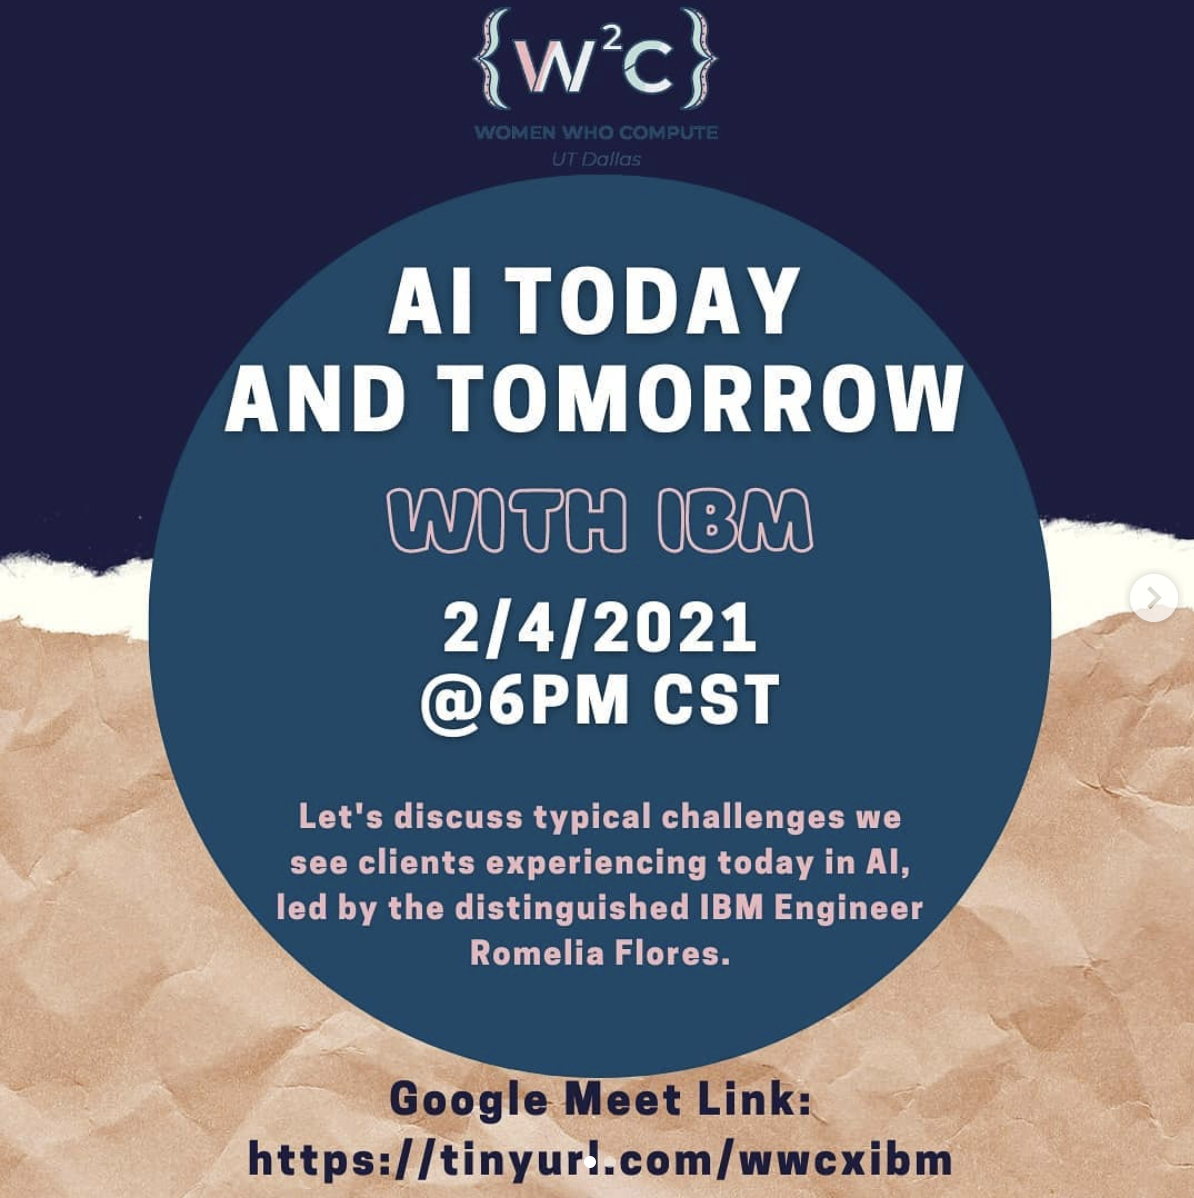 {W²C}
WOMEN WHO COMPUTE
UT Dallas
AI TODAY
AND TOMORROW
WITH IBM
2/4/2021
@6PM CST
Let's discuss typical challenges we
see clients experiencing today in AI,
led by the distinguished IBM Engineer
Romelia Flores.
Google Meet Link:
https://tinyurl.com/wwcxibm